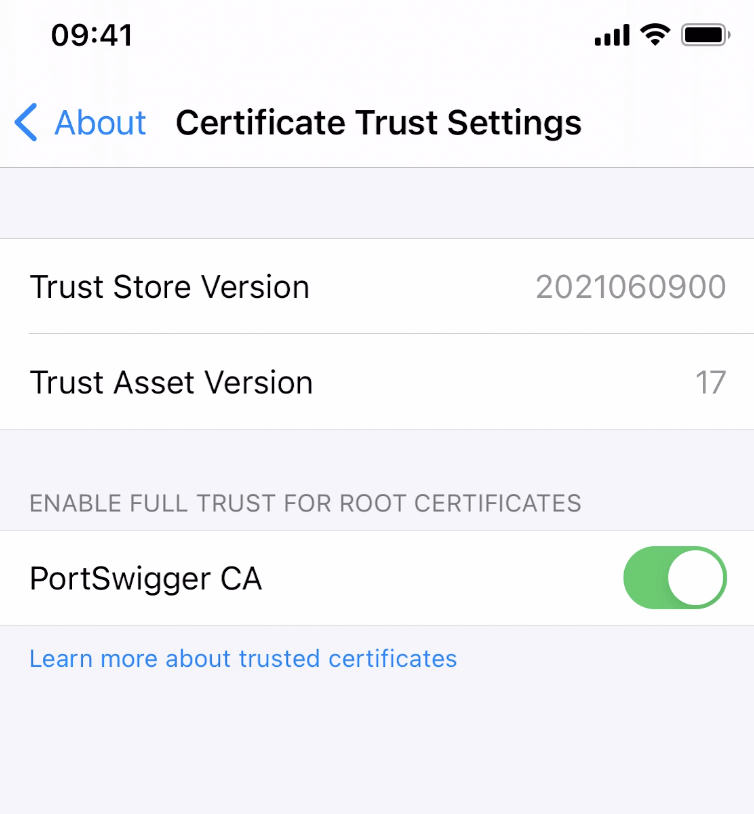 09:41
About Certificate Trust Settings
Trust Store Version 2021060900
Trust Asset Version 17
ENABLE FULL TRUST FOR ROOT CERTIFICATES
PortSwigger CA
Learn more about trusted certificates